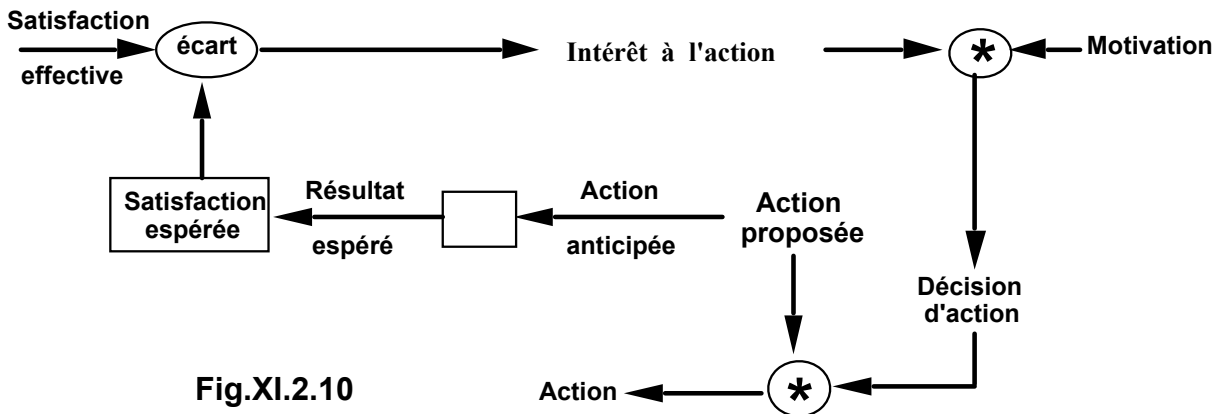 Satisfaction
effective
écart
Intérêt à l'action
*
Motivation
Satisfaction
espérée
Résultat
espéré
Action
anticipée
Action
proposée
Décision
d'action
Fig.XI.2.10
Action
*